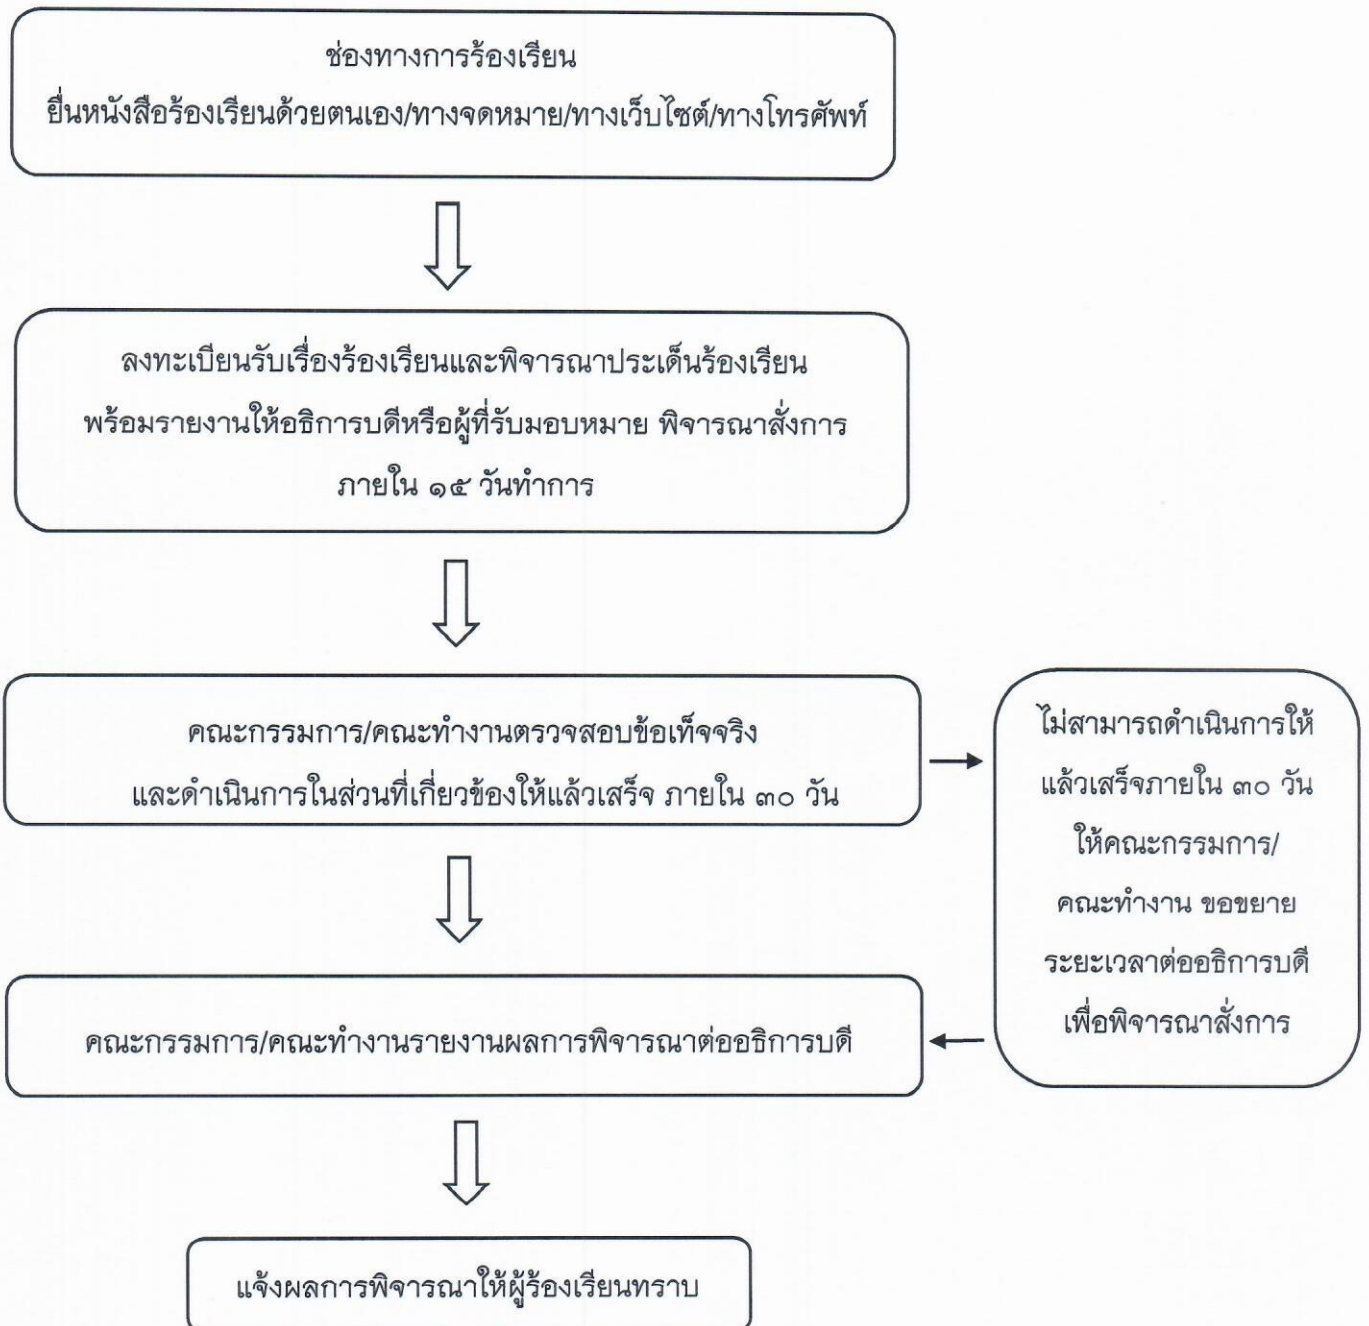 ช่องทางการร้องเรียน
ยื่นหนังสือร้องเรียนด้วยตนเอง/ทางจดหมาย/ทางเว็บไซต์/ทางโทรศัพท์
ลงทะเบียนรับเรื่องร้องเรียนและพิจารณาประเด็นร้องเรียน
พร้อมรายงานให้อธิการบดีหรือผู้ที่รับมอบหมาย พิจารณาสั่งการ
ภายใน ๑๕ วันทำการ
คณะกรรมการ/คณะทำงานตรวจสอบข้อเท็จจริง
และดำเนินการในส่วนที่เกี่ยวข้องให้แล้วเสร็จ ภายใน ๓๐ วัน
ไม่สามารถดำเนินการให้
แล้วเสร็จภายใน ๓๐ วัน
ให้คณะกรรมการ/
คณะทำงาน ขอขยาย
ระยะเวลาต่ออธิการบดี
เพื่อพิจารณาสั่งการ
คณะกรรมการ/คณะทำงานรายงานผลการพิจารณาต่ออธิการบดี
แจ้งผลการพิจารณาให้ผู้ร้องเรียนทราบ